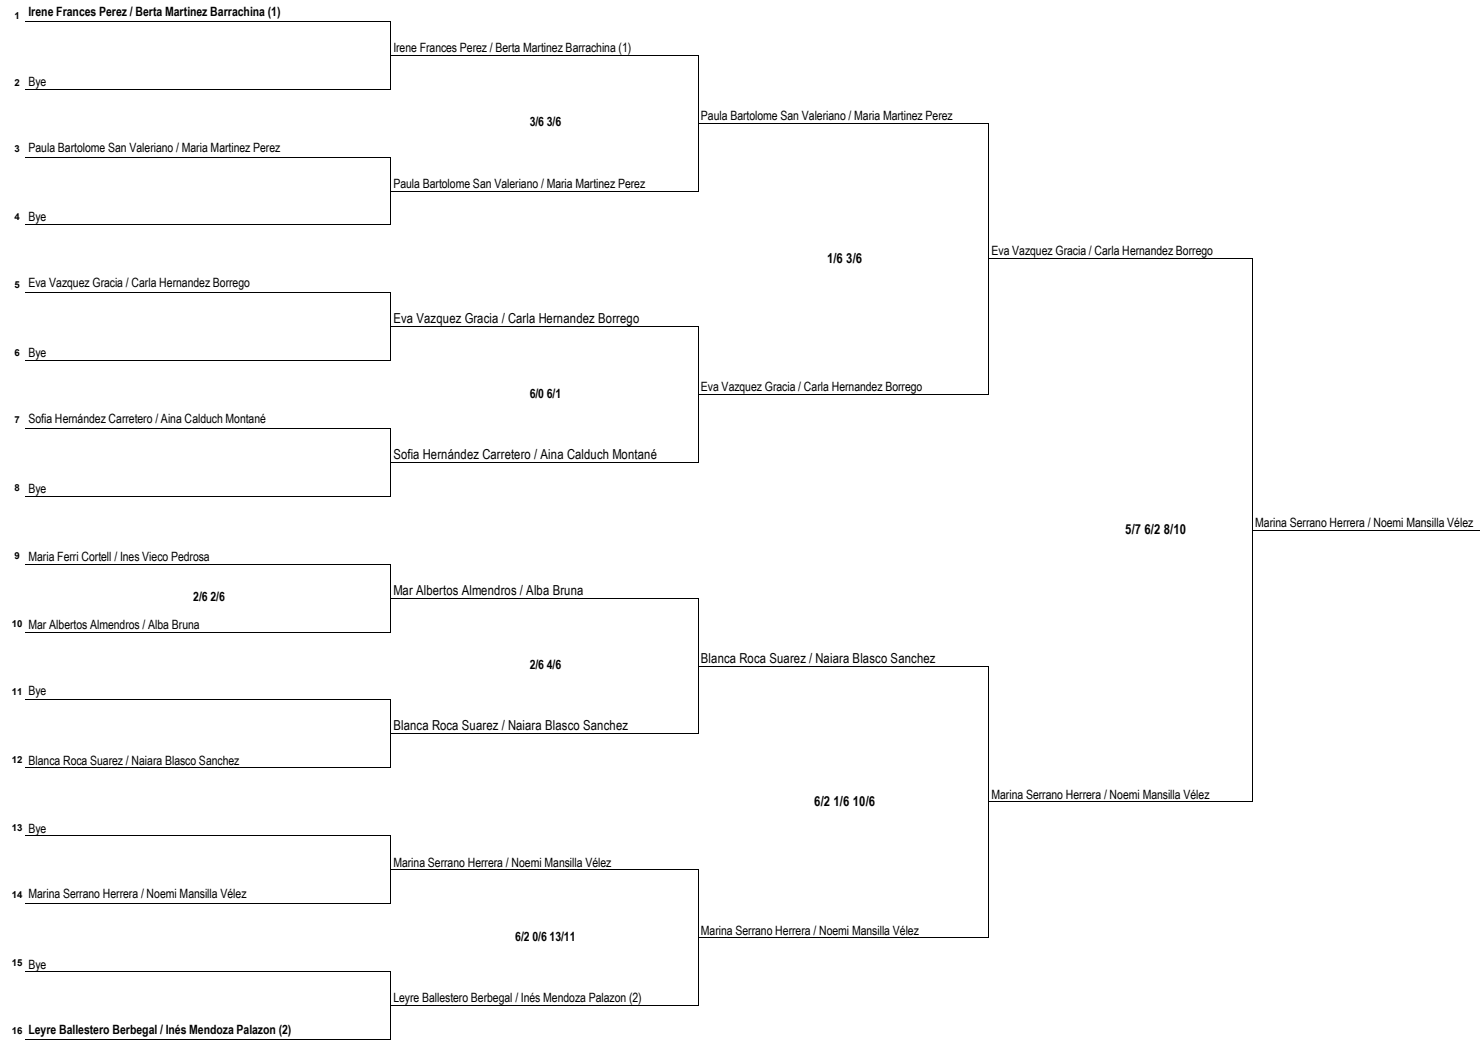 1 Irene Frances Perez / Berta Martinez Barrachina (1)
Irene Frances Perez / Berta Martinez Barrachina (1)
2 Bye
3/6 3/6
Paula Bartolome San Valeriano / Maria Martinez Perez
3 Paula Bartolome San Valeriano / Maria Martinez Perez
Paula Bartolome San Valeriano / Maria Martinez Perez
4 Bye
1/6 3/6
Eva Vazquez Gracia / Carla Hernandez Borrego
5 Eva Vazquez Gracia / Carla Hernandez Borrego
Eva Vazquez Gracia / Carla Hernandez Borrego
6 Bye
6/0 6/1
Eva Vazquez Gracia / Carla Hernandez Borrego
7 Sofia Hernández Carretero / Aina Calduch Montané
Sofia Hernández Carretero / Aina Calduch Montané
8 Bye
5/7 6/2 8/10
Marina Serrano Herrera / Noemi Mansilla Vélez
9 Maria Ferri Cortell / Ines Vieco Pedrosa
2/6 2/6
Mar Albertos Almendros / Alba Bruna
10 Mar Albertos Almendros / Alba Bruna
2/6 4/6
Blanca Roca Suarez / Naiara Blasco Sanchez
11 Bye
Blanca Roca Suarez / Naiara Blasco Sanchez
12 Blanca Roca Suarez / Naiara Blasco Sanchez
6/2 1/6 10/6
Marina Serrano Herrera / Noemi Mansilla Vélez
13 Bye
Marina Serrano Herrera / Noemi Mansilla Vélez
14 Marina Serrano Herrera / Noemi Mansilla Vélez
6/2 0/6 13/11
Marina Serrano Herrera / Noemi Mansilla Vélez
15 Bye
Leyre Ballestero Berbegal / Inés Mendoza Palazon (2)
16 Leyre Ballestero Berbegal / Inés Mendoza Palazon (2)